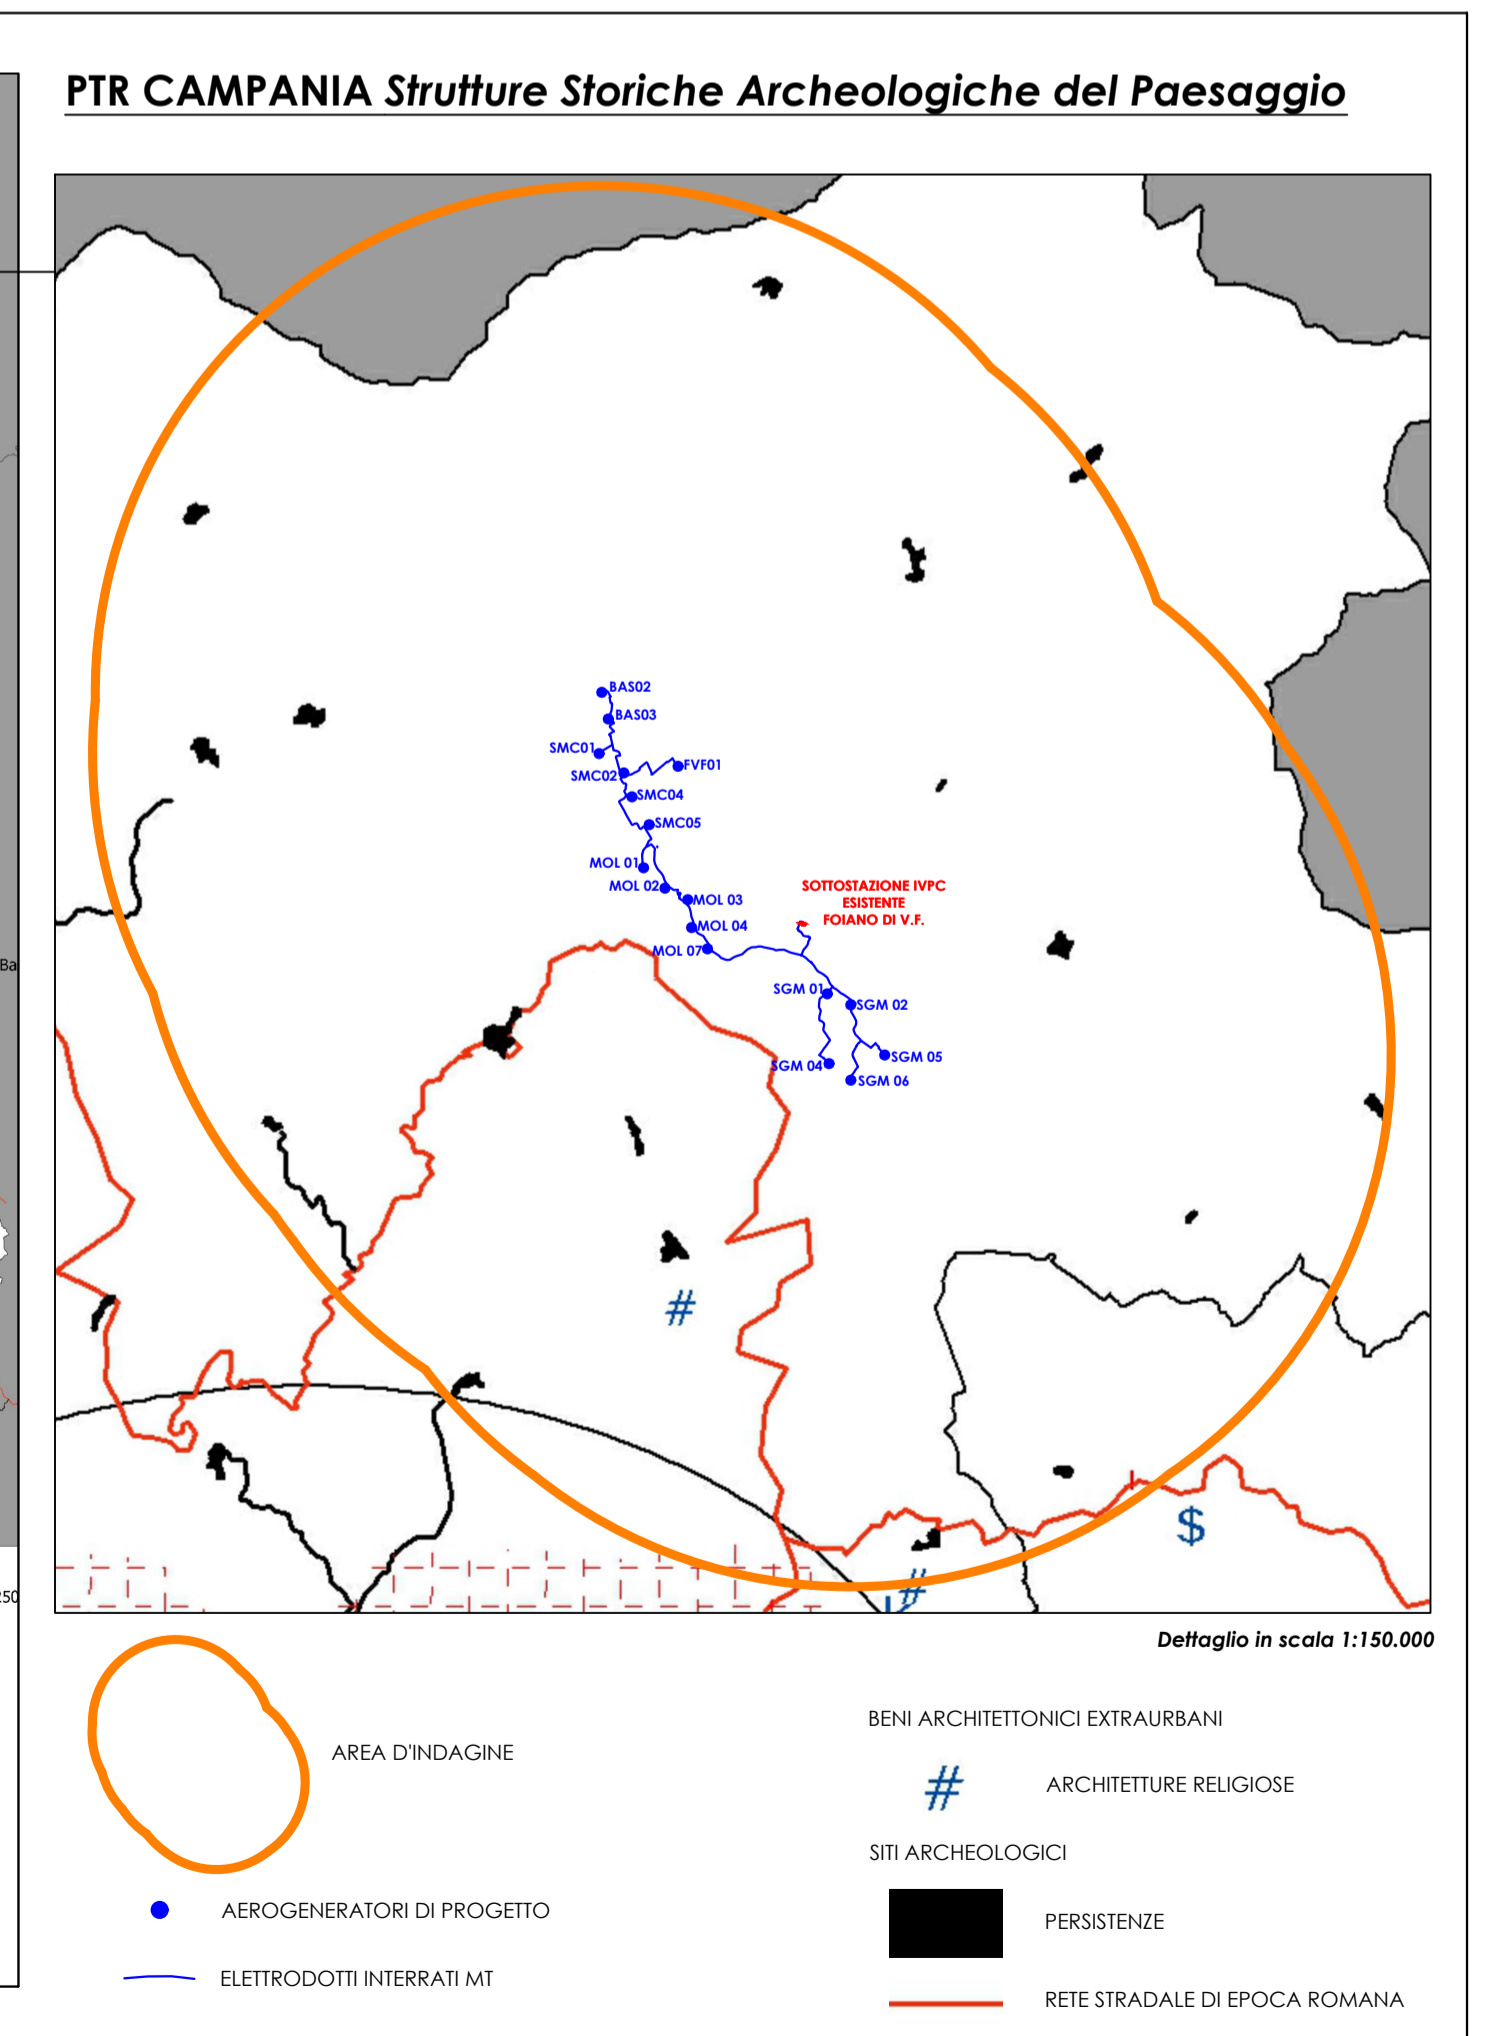 PTR CAMPANIA Strutture Storiche Archeologiche del Paesaggio
BAS02
BAS03
SMC01
SMC02
FVF01
SMC04
SMC05
MOL 01
MOL 02
MOL 03
MOL 04
MOL 07
SOTTOSTAZIONE IVPC
ESISTENTE
FOIANO DI V.F.
SGM 01
SGM 02
SGM 05
SGM 04
SGM 06
#
$
#
Ba
250
Dettaglio in scala 1:150.000
AREA D'INDAGINE
AEROGENERATORI DI PROGETTO
ELETTRODOTTI INTERRATI MT
BENI ARCHITETTONICI EXTRAURBANI
# ARCHITETTURE RELIGIOSE
SITI ARCHEOLOGICI
PERSISTENZE
RETE STRADALE DI EPOCA ROMANA